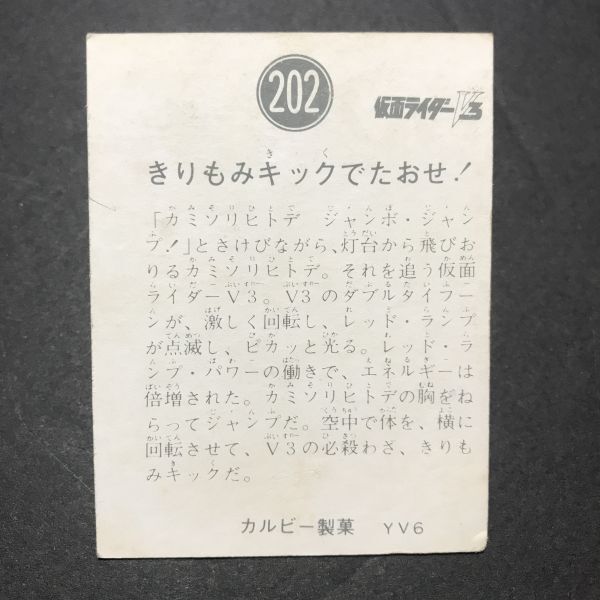 202
仮面ライダーV3
きりもみキックでたおせ!
「カミソリヒトデ ジャンボ・ジャン
プ!」とさけびながら、灯台から飛びお
りるカミソリヒトデ。それを追う仮面
ライダーV3。V3のダブルタイフー
ンが、激しく回転し、レッド・ランプ
が点滅し、ピカッと光る。レッド・ラ
ンプ・パワーの働きで、エネルギーは
倍増された。カミソリヒトデの胸をね
らってジャンプだ。空中で体を、横に
回転させて、V3の必殺わざ、きりも
みキックだ。
カルビー製菓 YV6